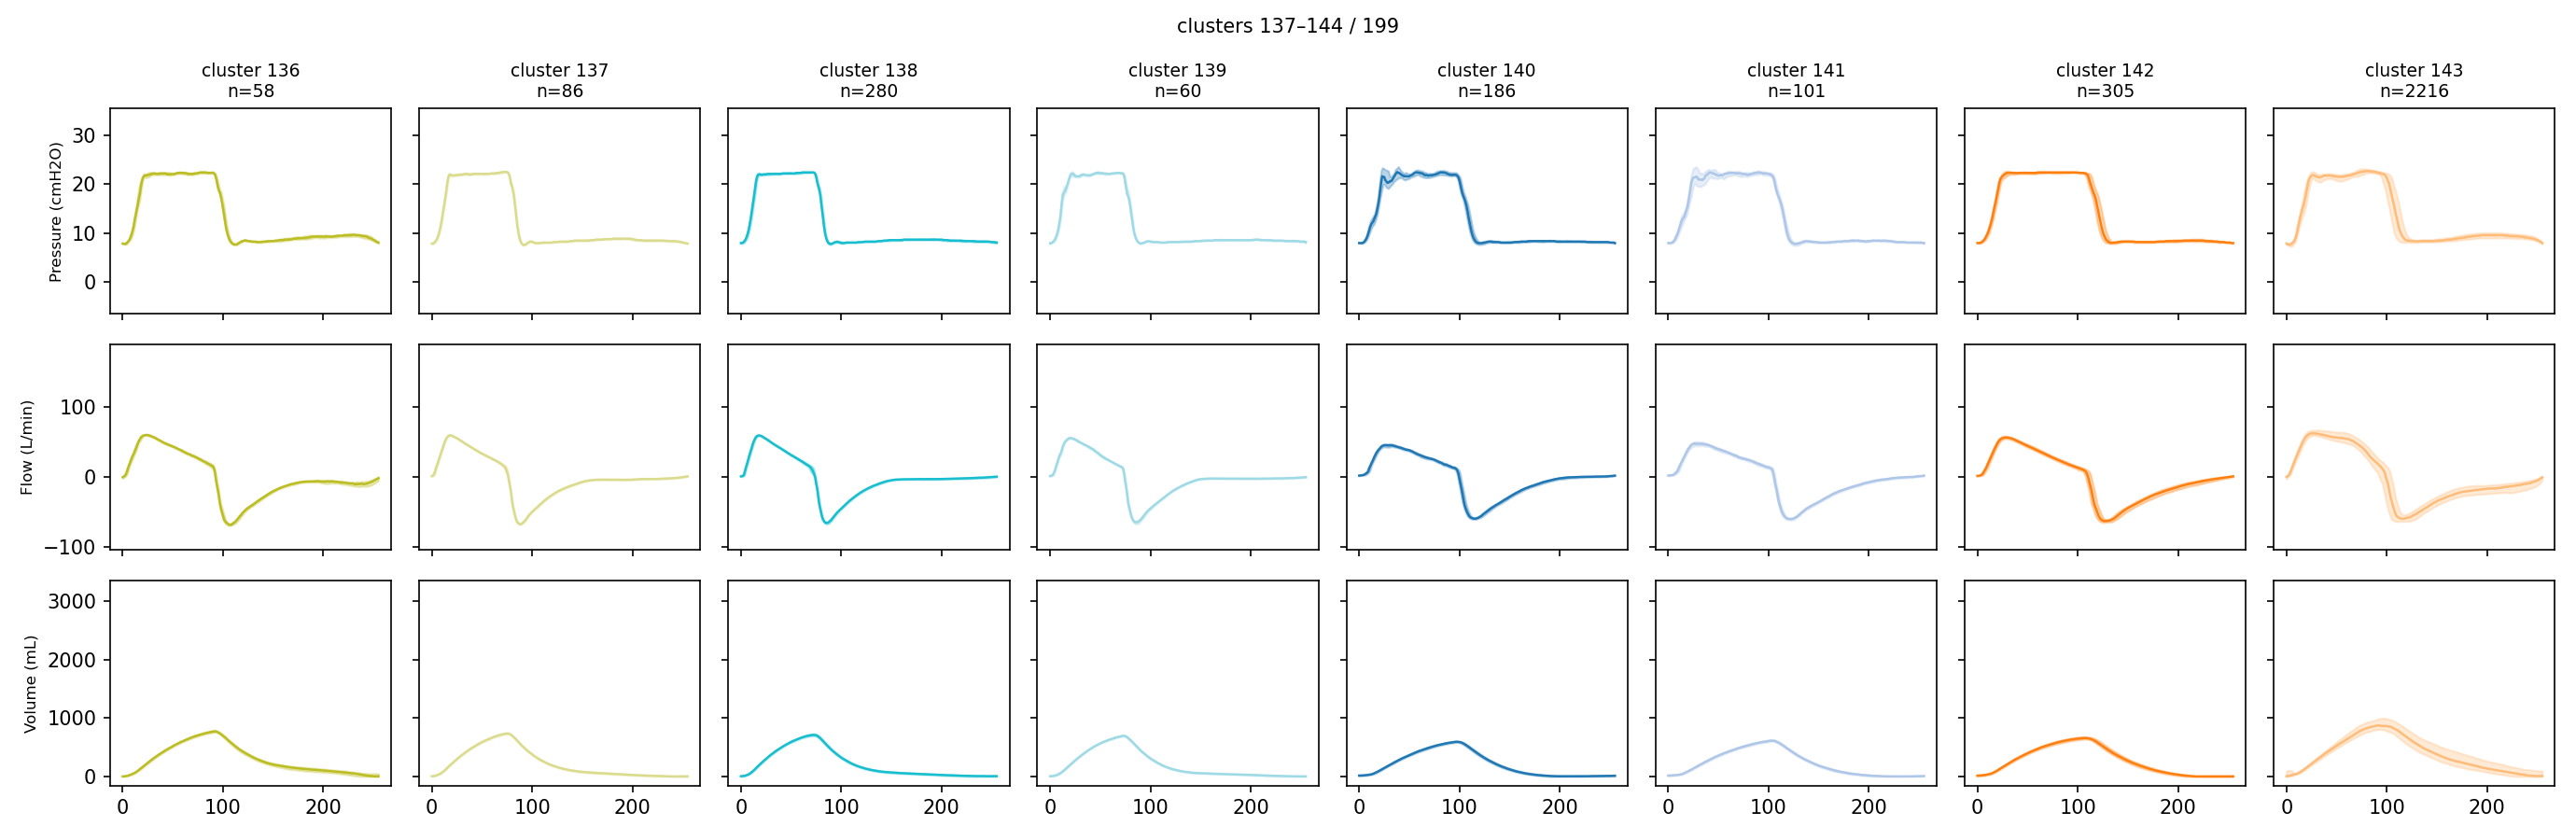 clusters 137–144 / 199
cluster 136
n=58
cluster 137
n=86
cluster 138
n=280
cluster 139
n=60
cluster 140
n=186
cluster 141
n=101
cluster 142
n=305
cluster 143
n=2216
Pressure (cmH2O)
30
20
10
0
Flow (L/min)
100
0
−100
Volume (mL)
3000
2000
1000
0
0 100 200
0 100 200
0 100 200
0 100 200
0 100 200
0 100 200
0 100 200
0 100 200